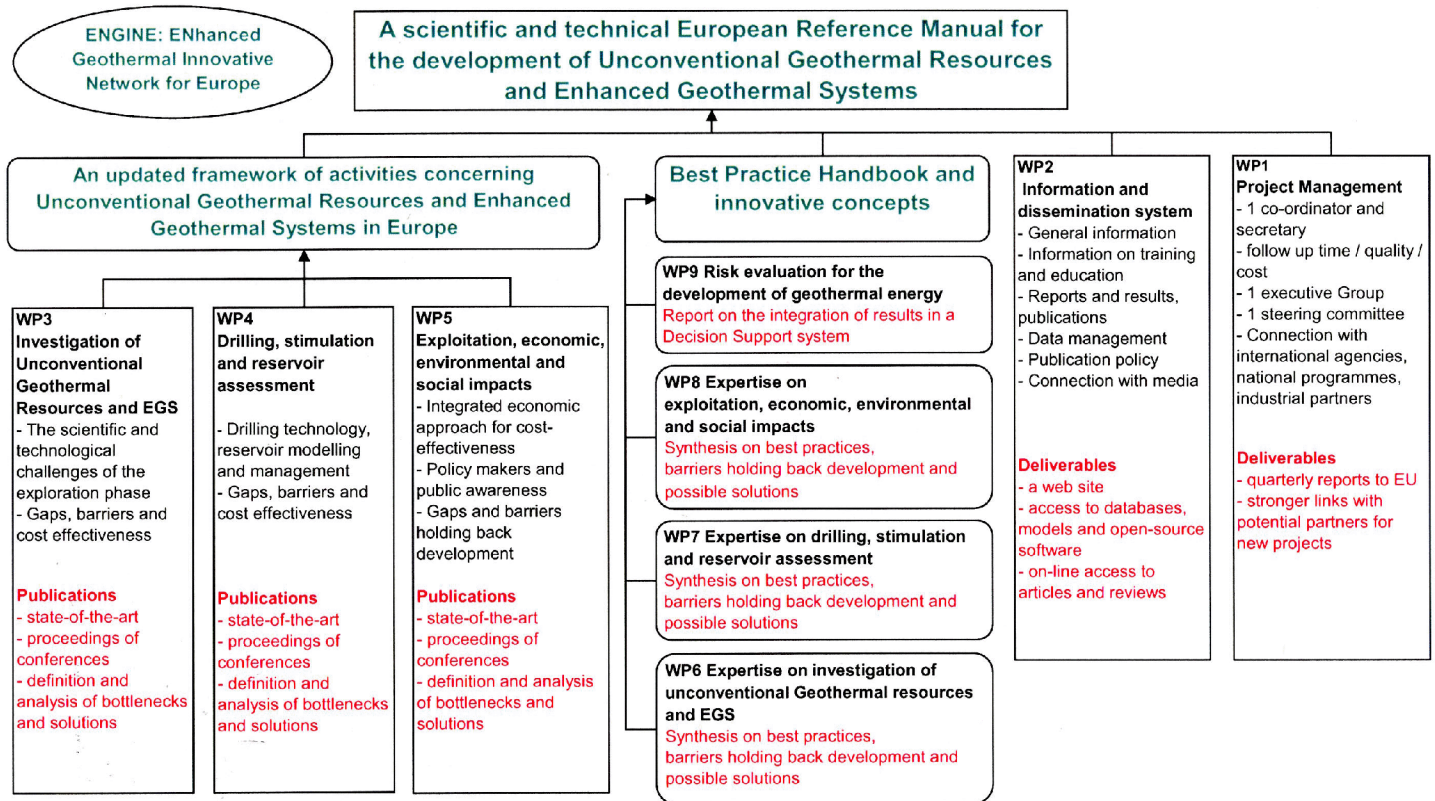 ENGINE: ENhanced
Geothermal Innovative
Network for Europe
A scientific and technical European Reference Manual for
the development of Unconventional Geothermal Resources
and Enhanced Geothermal Systems
An updated framework of activities concerning
Unconventional Geothermal Resources and Enhanced
Geothermal Systems in Europe
WP3
Investigation of
Unconventional
Geothermal
Resources and EGS
- The scientific and
technological
challenges of the
exploration phase
- Gaps, barriers and
cost effectiveness
Publications
- state-of-the-art
- proceedings of
conferences
- definition and
analysis of bottlenecks
and solutions
WP4
Drilling, stimulation
and reservoir
assessment
- Drilling technology,
reservoir modelling
and management
- Gaps, barriers and
cost effectiveness
Publications
- state-of-the-art
- proceedings of
conferences
- definition and
analysis of bottlenecks
and solutions
WP5
Exploitation, economic,
environmental and
social impacts
- Integrated economic
approach for cost-
effectiveness
- Policy makers and
public awareness
- Gaps and barriers
holding back
development
Publications
- state-of-the-art
- proceedings of
conferences
- definition and analysis
of bottlenecks and
solutions
Best Practice Handbook and
innovative concepts
WP9 Risk evaluation for the
development of geothermal energy
Report on the integration of results in a
Decision Support system
WP8 Expertise on
exploitation, economic, environmental
and social impacts
Synthesis on best practices,
barriers holding back development and
possible solutions
WP7 Expertise on drilling, stimulation
and reservoir assessment
Synthesis on best practices,
barriers holding back development and
possible solutions
WP6 Expertise on investigation of
unconventional Geothermal resources
and EGS
Synthesis on best practices,
barriers holding back development and
possible solutions
WP2
Information and
dissemination system
- General information
- Information on training
and education
- Reports and results,
publications
- Data management
- Publication policy
- Connection with media
Deliverables
- a web site
- access to databases,
models and open-source
software
- on-line access to
articles and reviews
WP1
Project Management
- 1 co-ordinator and
secretary
- follow up time / quality /
cost
- 1 executive Group
- 1 steering committee
- Connection with
international agencies,
national programmes,
industrial partners
Deliverables
- quarterly reports to EU
- stronger links with
potential partners for
new projects